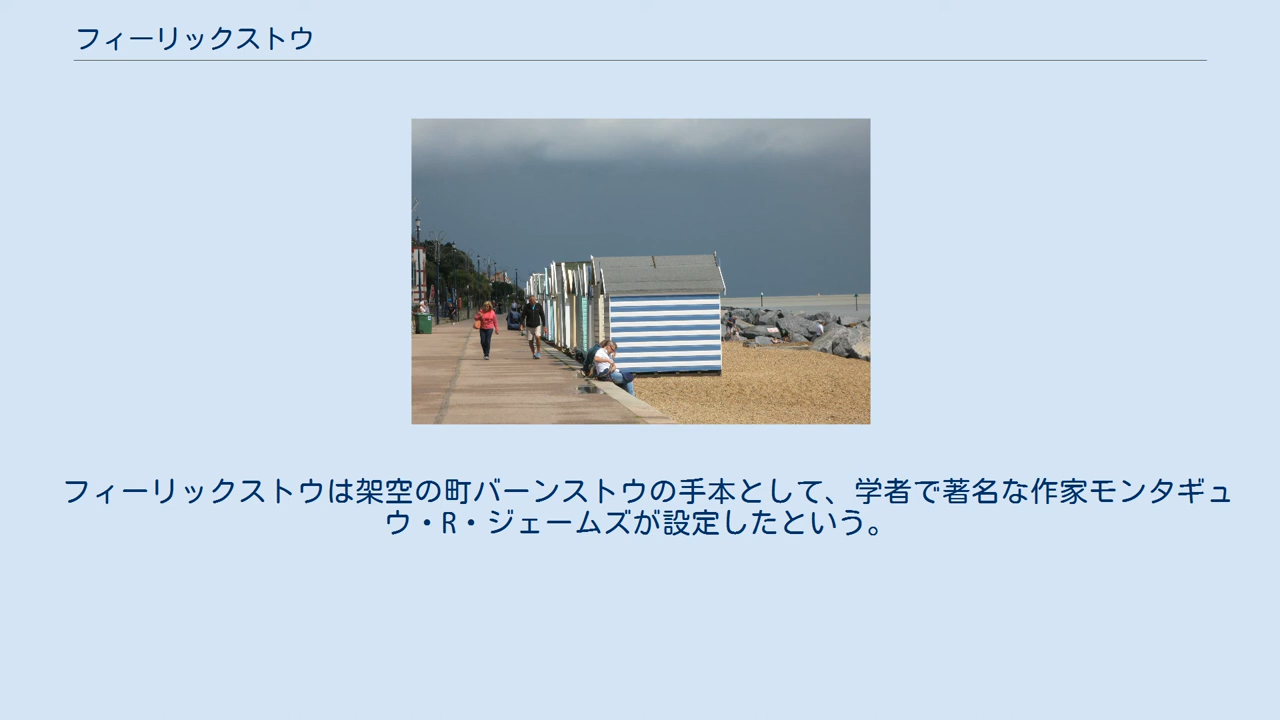 フィーリックストウ
フィーリックストウは架空の町バーンストウの手本として、学者で著名な作家モンタギュ
ウ・R・ジェームズが設定したという。